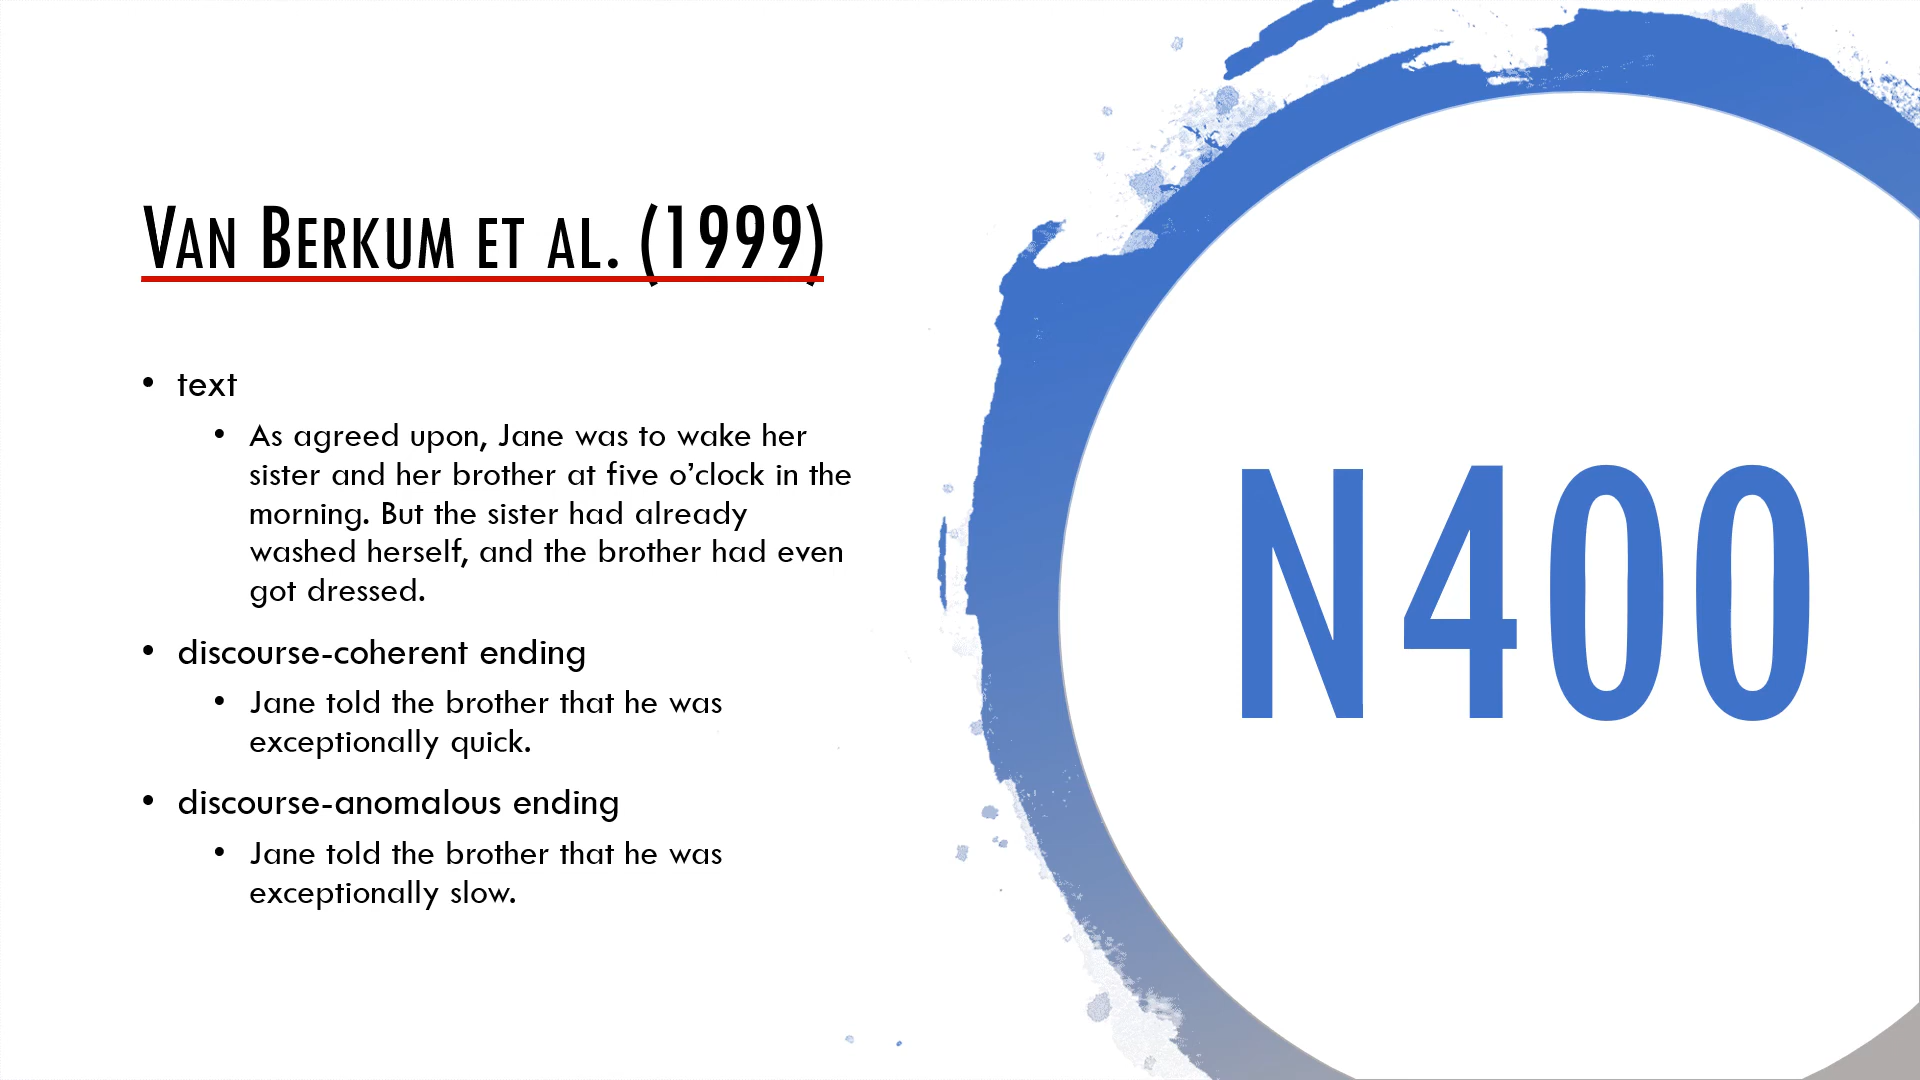 Van Berkum et al. (1999)
• text
• As agreed upon, Jane was to wake her
sister and her brother at five o’clock in the
morning. But the sister had already
washed herself, and the brother had even
got dressed.
• discourse-coherent ending
• Jane told the brother that he was
exceptionally quick.
• discourse-anomalous ending
• Jane told the brother that he was
exceptionally slow.
N400